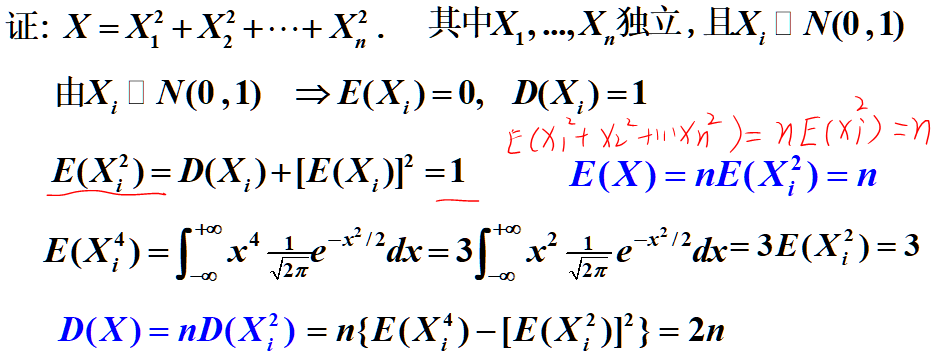 证: X = X₁² + X₂² + ⋯ + Xₙ². 其中X₁,...,Xₙ独立,且Xᵢ □ N(0,1)
由Xᵢ □ N(0,1) ⇒ E(Xᵢ) = 0, D(Xᵢ) = 1
E(X₁² + X₂² + ⋯ Xₙ²) = nE(Xᵢ²) = n
E(Xᵢ²) = D(Xᵢ) + [E(Xᵢ)]² = 1 E(X) = nE(Xᵢ²) = n
E(Xᵢ⁴) = ∫₋∞⁺∞ x⁴ 1/√2π e^(-x²/2) dx = 3∫₋∞⁺∞ x² 1/√2π e^(-x²/2) dx = 3E(Xᵢ²) = 3
D(X) = nD(Xᵢ²) = n{E(Xᵢ⁴) − [E(Xᵢ²)]²} = 2n